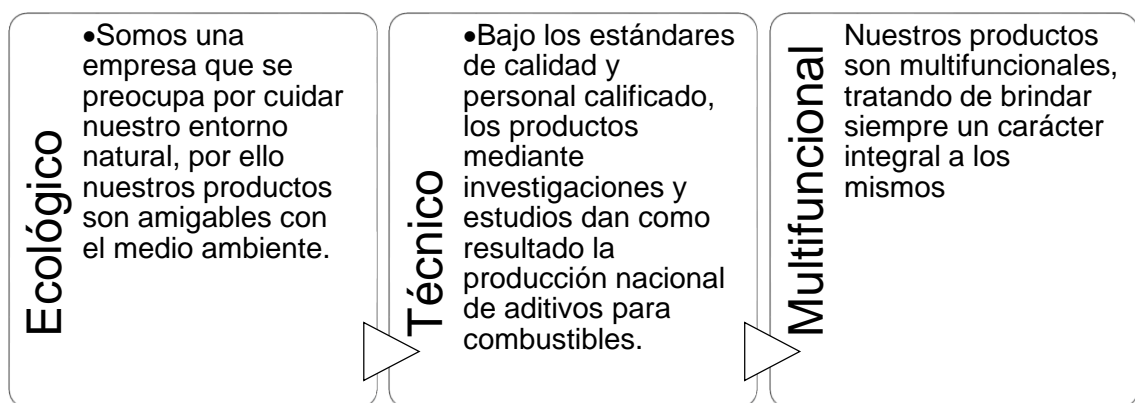 Ecológico
•Somos una
empresa que se
preocupa por cuidar
nuestro entorno
natural, por ello
nuestros productos
son amigables con
el medio ambiente.
Técnico
•Bajo los estándares
de calidad y
personal calificado,
los productos
mediante
investigaciones y
estudios dan como
resultado la
producción nacional
de aditivos para
combustibles.
Multifuncional
Nuestros productos
son multifuncionales,
tratando de brindar
siempre un carácter
integral a los
mismos